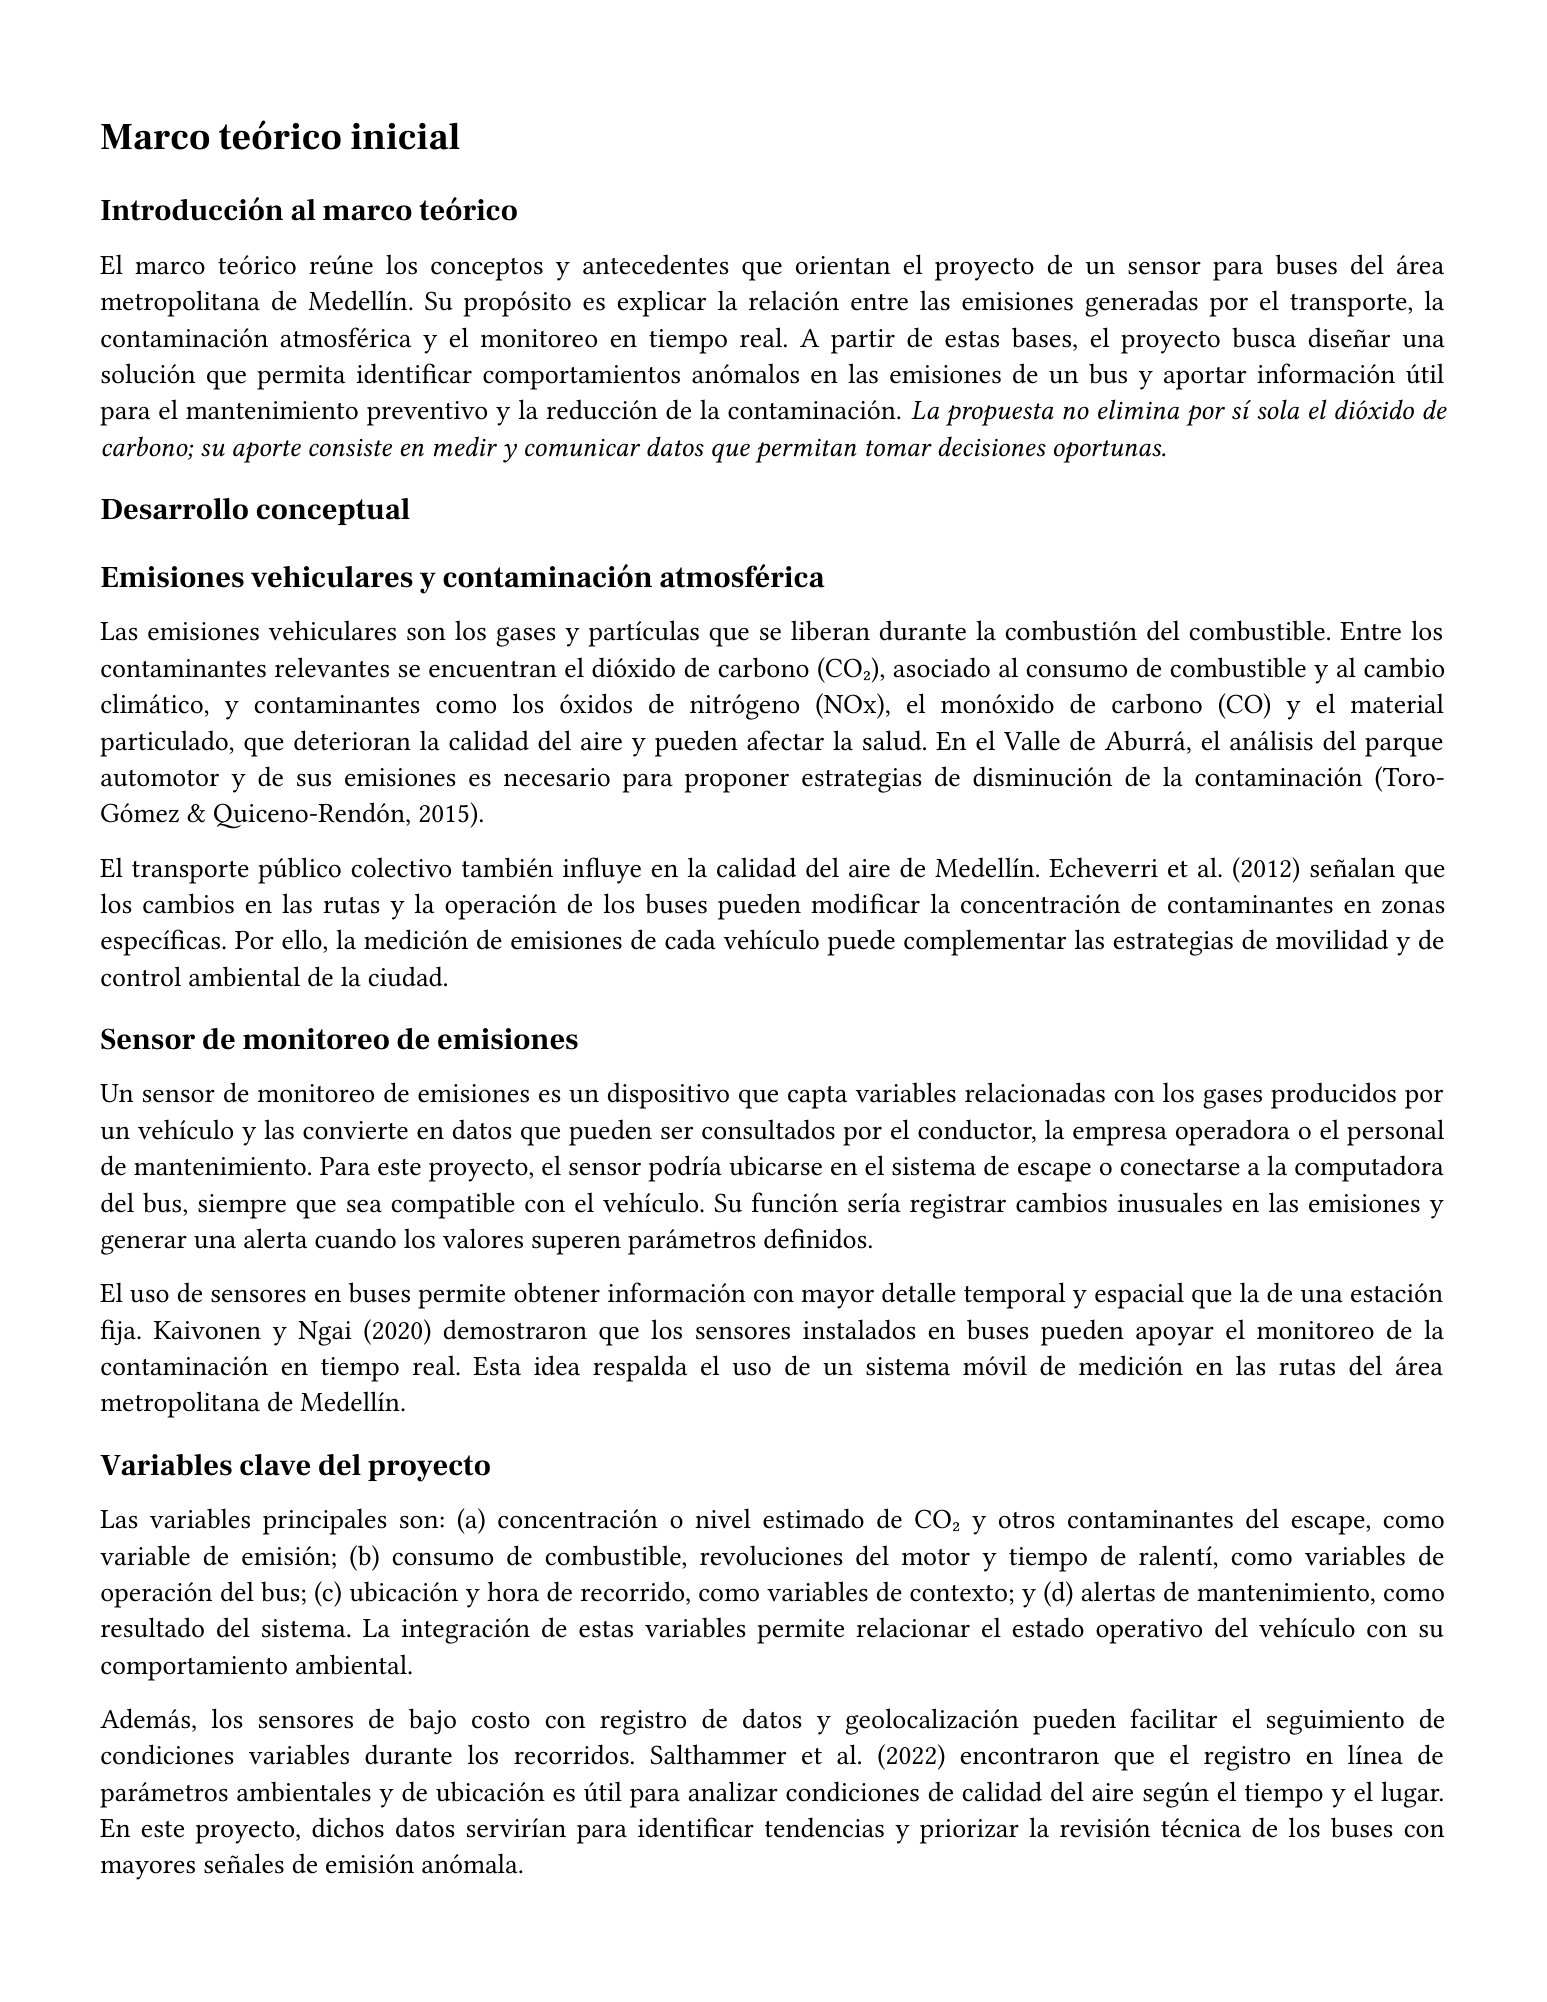 Marco teórico inicial
Introducción al marco teórico
El marco teórico reúne los conceptos y antecedentes que orientan el proyecto de un sensor para buses del área
metropolitana de Medellín. Su propósito es explicar la relación entre las emisiones generadas por el transporte, la
contaminación atmosférica y el monitoreo en tiempo real. A partir de estas bases, el proyecto busca diseñar una
solución que permita identificar comportamientos anómalos en las emisiones de un bus y aportar información útil
para el mantenimiento preventivo y la reducción de la contaminación. La propuesta no elimina por sí sola el dióxido de
carbono; su aporte consiste en medir y comunicar datos que permitan tomar decisiones oportunas.
Desarrollo conceptual
Emisiones vehiculares y contaminación atmosférica
Las emisiones vehiculares son los gases y partículas que se liberan durante la combustión del combustible. Entre los
contaminantes relevantes se encuentran el dióxido de carbono (CO₂), asociado al consumo de combustible y al cambio
climático, y contaminantes como los óxidos de nitrógeno (NOx), el monóxido de carbono (CO) y el material
particulado, que deterioran la calidad del aire y pueden afectar la salud. En el Valle de Aburrá, el análisis del parque
automotor y de sus emisiones es necesario para proponer estrategias de disminución de la contaminación (Toro-
Gómez & Quiceno-Rendón, 2015).
El transporte público colectivo también influye en la calidad del aire de Medellín. Echeverri et al. (2012) señalan que
los cambios en las rutas y la operación de los buses pueden modificar la concentración de contaminantes en zonas
específicas. Por ello, la medición de emisiones de cada vehículo puede complementar las estrategias de movilidad y de
control ambiental de la ciudad.
Sensor de monitoreo de emisiones
Un sensor de monitoreo de emisiones es un dispositivo que capta variables relacionadas con los gases producidos por
un vehículo y las convierte en datos que pueden ser consultados por el conductor, la empresa operadora o el personal
de mantenimiento. Para este proyecto, el sensor podría ubicarse en el sistema de escape o conectarse a la computadora
del bus, siempre que sea compatible con el vehículo. Su función sería registrar cambios inusuales en las emisiones y
generar una alerta cuando los valores superen parámetros definidos.
El uso de sensores en buses permite obtener información con mayor detalle temporal y espacial que la de una estación
fija. Kaivonen y Ngai (2020) demostraron que los sensores instalados en buses pueden apoyar el monitoreo de la
contaminación en tiempo real. Esta idea respalda el uso de un sistema móvil de medición en las rutas del área
metropolitana de Medellín.
Variables clave del proyecto
Las variables principales son: (a) concentración o nivel estimado de CO₂ y otros contaminantes del escape, como
variable de emisión; (b) consumo de combustible, revoluciones del motor y tiempo de ralentí, como variables de
operación del bus; (c) ubicación y hora de recorrido, como variables de contexto; y (d) alertas de mantenimiento, como
resultado del sistema. La integración de estas variables permite relacionar el estado operativo del vehículo con su
comportamiento ambiental.
Además, los sensores de bajo costo con registro de datos y geolocalización pueden facilitar el seguimiento de
condiciones variables durante los recorridos. Salthammer et al. (2022) encontraron que el registro en línea de
parámetros ambientales y de ubicación es útil para analizar condiciones de calidad del aire según el tiempo y el lugar.
En este proyecto, dichos datos servirían para identificar tendencias y priorizar la revisión técnica de los buses con
mayores señales de emisión anómala.